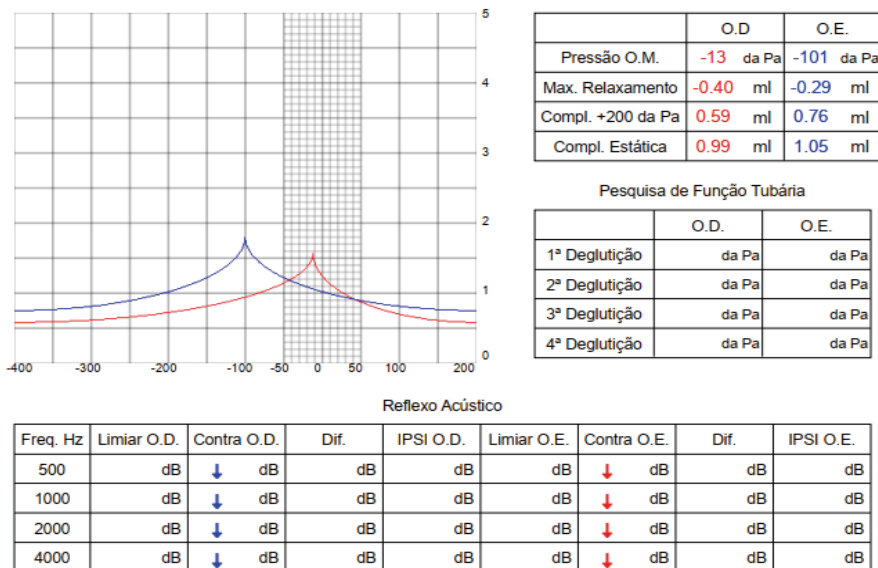 5
4
3
2
1
0
-400 -300 -200 -100 -50 0 50 100 200
O.D O.E.
Pressão O.M. -13 da Pa -101 da Pa
Max. Relaxamento -0.40 ml -0.29 ml
Compl. +200 da Pa 0.59 ml 0.76 ml
Compl. Estática 0.99 ml 1.05 ml
Pesquisa de Função Tubária
O.D. O.E.
1ª Deglutição da Pa da Pa
2ª Deglutição da Pa da Pa
3ª Deglutição da Pa da Pa
4ª Deglutição da Pa da Pa
Reflexo Acústico
Freq. Hz Limiar O.D. Contra O.D. Dif. IPSI O.D. Limiar O.E. Contra O.E. Dif. IPSI O.E.
500 dB ↓ dB dB dB dB ↓ dB dB dB
1000 dB ↓ dB dB dB dB ↓ dB dB dB
2000 dB ↓ dB dB dB dB ↓ dB dB dB
4000 dB ↓ dB dB dB dB ↓ dB dB dB